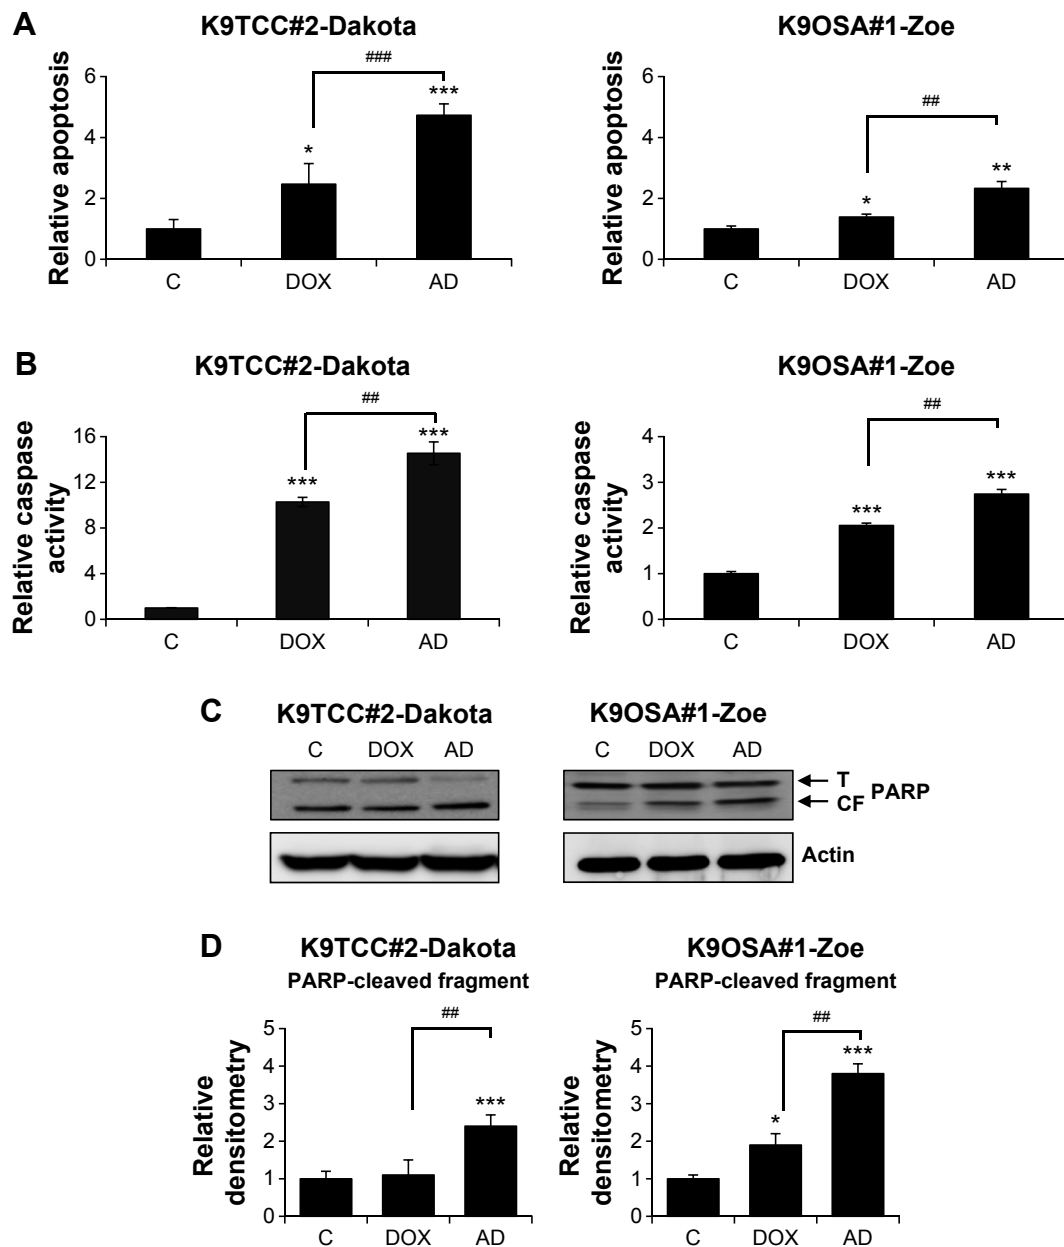 A
K9TCC#2-Dakota
K9OSA#1-Zoe
Relative apoptosis
6
4
2
0
C
DOX
AD
*
***
###
Relative apoptosis
6
4
2
0
C
DOX
AD
*
**
##
B
K9TCC#2-Dakota
K9OSA#1-Zoe
Relative caspase
activity
16
12
8
4
0
C
DOX
AD
***
***
##
Relative caspase
activity
4
3
2
1
0
C
DOX
AD
***
***
##
C
K9TCC#2-Dakota
K9OSA#1-Zoe
C DOX AD
C DOX AD
T
CF
PARP
Actin
D
K9TCC#2-Dakota
PARP-cleaved fragment
Relative
densitometry
5
4
3
2
1
0
C
DOX
AD
***
##
K9OSA#1-Zoe
PARP-cleaved fragment
Relative
densitometry
5
4
3
2
1
0
C
DOX
AD
*
***
##